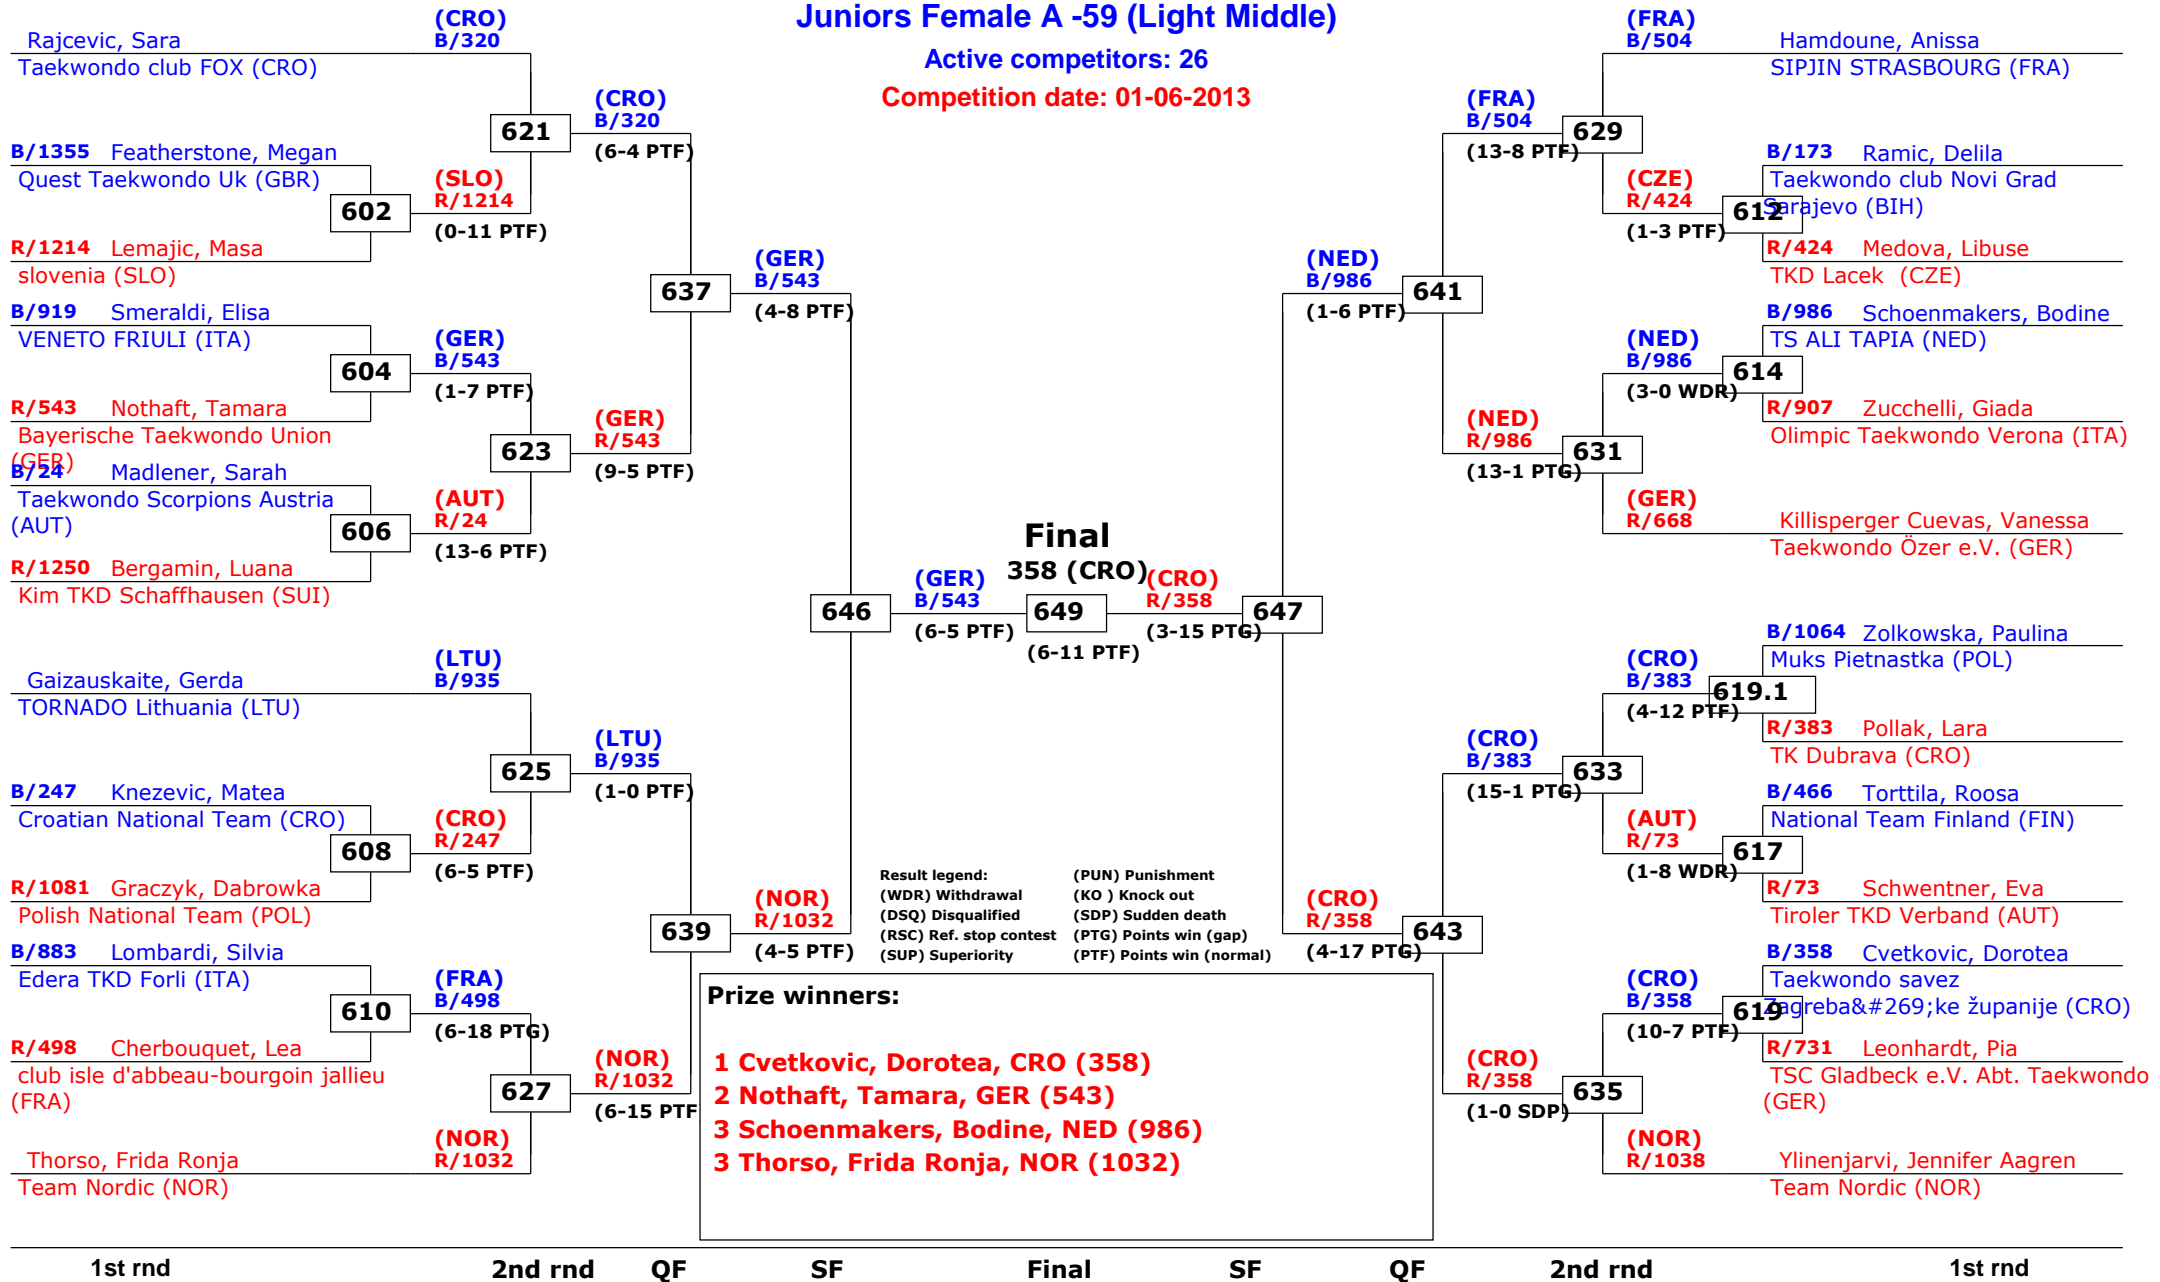 Juniors Female A -59 (Light Middle)
Active competitors: 26
Competition date: 01-06-2013
Rajcevic, Sara
Taekwondo club FOX (CRO)
(CRO)
B/320
B/1355 Featherstone, Megan
Quest Taekwondo Uk (GBR)
602
R/1214 Lemajic, Masa
slovenia (SLO)
(SLO)
R/1214
(0-11 PTF)
621
(CRO)
B/320
(6-4 PTF)
B/919 Smeraldi, Elisa
VENETO FRIULI (ITA)
604
R/543 Nothaft, Tamara
Bayerische Taekwondo Union
(GER)
(GER)
B/543
(1-7 PTF)
B/24 Madlener, Sarah
Taekwondo Scorpions Austria
(AUT)
606
R/1250 Bergamin, Luana
Kim TKD Schaffhausen (SUI)
(AUT)
R/24
(13-6 PTF)
623
(GER)
R/543
(9-5 PTF)
637
(GER)
B/543
(4-8 PTF)
Gaizauskaite, Gerda
TORNADO Lithuania (LTU)
(LTU)
B/935
B/247 Knezevic, Matea
Croatian National Team (CRO)
608
R/1081 Graczyk, Dabrowka
Polish National Team (POL)
(CRO)
R/247
(6-5 PTF)
625
(LTU)
B/935
(1-0 PTF)
B/883 Lombardi, Silvia
Edera TKD Forli (ITA)
610
R/498 Cherbouquet, Lea
club isle d'abbeau-bourgoin jallieu
(FRA)
(FRA)
B/498
(6-18 PTG)
Thorso, Frida Ronja
Team Nordic (NOR)
(NOR)
R/1032
627
(NOR)
R/1032
(6-15 PTF
639
(NOR)
R/1032
(4-5 PTF)
646
(GER)
B/543
(6-5 PTF)
Final
358 (CRO)
649
(6-11 PTF)
(CRO)
R/358
(3-15 PTG)
647
(NED)
B/986
(1-6 PTF)
641
(FRA)
B/504
(13-8 PTF)
629
(FRA)
B/504
Hamdoune, Anissa
SIPJIN STRASBOURG (FRA)
(CZE)
R/424
(1-3 PTF)
B/173 Ramic, Delila
Taekwondo club Novi Grad
Sarajevo (BIH)
612
R/424 Medova, Libuse
TKD Lacek (CZE)
(NED)
R/986
(13-1 PTG)
631
(NED)
B/986
(3-0 WDR)
B/986 Schoenmakers, Bodine
TS ALI TAPIA (NED)
614
R/907 Zucchelli, Giada
Olimpic Taekwondo Verona (ITA)
(GER)
R/668
Killisperger Cuevas, Vanessa
Taekwondo Özer e.V. (GER)
(CRO)
R/358
(4-17 PTG)
643
(CRO)
B/383
(15-1 PTG)
633
(CRO)
B/383
(4-12 PTF)
B/1064 Zolkowska, Paulina
Muks Pietnastka (POL)
619.1
R/383 Pollak, Lara
TK Dubrava (CRO)
(AUT)
R/73
(1-8 WDR)
B/466 Torttila, Roosa
National Team Finland (FIN)
617
R/73 Schwentner, Eva
Tiroler TKD Verband (AUT)
(CRO)
R/358
(1-0 SDP)
635
(CRO)
B/358
(10-7 PTF)
B/358 Cvetkovic, Dorotea
Taekwondo savez
Zagreba&#269;ke županije (CRO)
619
R/731 Leonhardt, Pia
TSC Gladbeck e.V. Abt. Taekwondo
(GER)
(NOR)
R/1038
Ylinenjarvi, Jennifer Aagren
Team Nordic (NOR)
Result legend: (PUN) Punishment
(WDR) Withdrawal (KO ) Knock out
(DSQ) Disqualified (SDP) Sudden death
(RSC) Ref. stop contest (PTG) Points win (gap)
(SUP) Superiority (PTF) Points win (normal)
Prize winners:
1 Cvetkovic, Dorotea, CRO (358)
2 Nothaft, Tamara, GER (543)
3 Schoenmakers, Bodine, NED (986)
3 Thorso, Frida Ronja, NOR (1032)
1st rnd 2nd rnd QF SF Final SF QF 2nd rnd 1st rnd